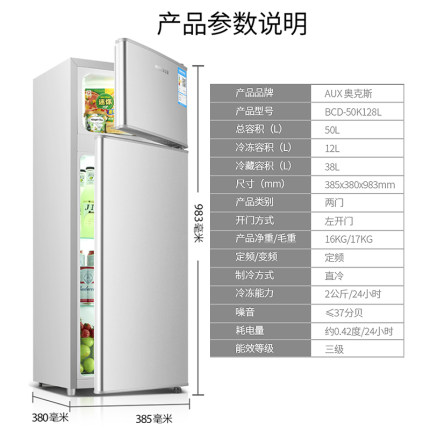 产品参数说明
产品品牌 AUX 奥克斯
产品型号 BCD-50K128L
总容积（L） 50L
冷冻容积（L） 12L
冷藏容积（L） 38L
尺寸（mm） 385x380x983mm
产品类别 两门
开门方式 左开门
产品净重/毛重 16KG/17KG
定频/变频 定频
制冷方式 直冷
冷冻能力 2公斤/24小时
噪音 ≤37分贝
耗电量 约0.42度/24小时
能效等级 三级
983毫米
380毫米
385毫米